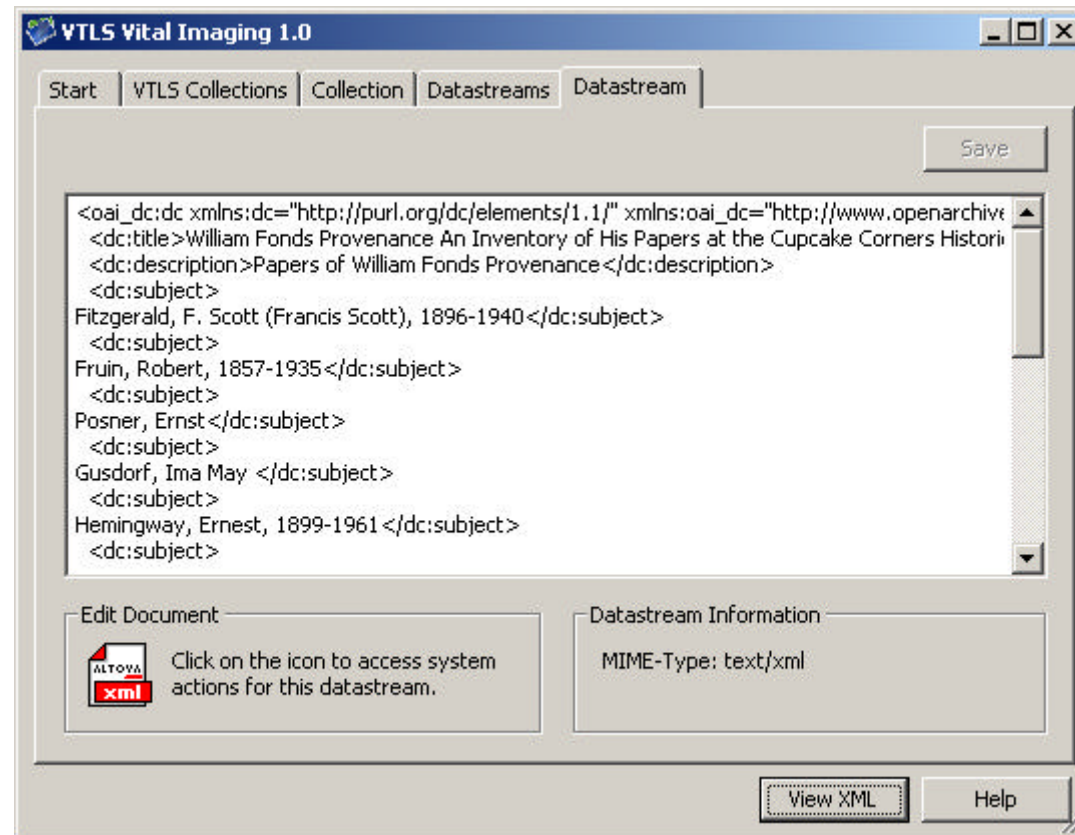 VTLS Vital Imaging 1.0
Start VTLS Collections Collection Datastreams Datastream
Save
<oai_dc:dc xmlns:dc="http://purl.org/dc/elements/1.1/" xmlns:oai_dc="http://www.openarchive
<dc:title>William Fonds Provenance An Inventory of His Papers at the Cupcake Corners Histori
<dc:description>Papers of William Fonds Provenance</dc:description>
<dc:subject>
Fitzgerald, F. Scott (Francis Scott), 1896-1940</dc:subject>
<dc:subject>
Fruin, Robert, 1857-1935</dc:subject>
<dc:subject>
Posner, Ernst</dc:subject>
<dc:subject>
Gusdorf, Ima May </dc:subject>
<dc:subject>
Hemingway, Ernest, 1899-1961</dc:subject>
<dc:subject>
Edit Document
ALTOVA
xml
Click on the icon to access system
actions for this datastream.
Datastream Information
MIME-Type: text/xml
View XML Help